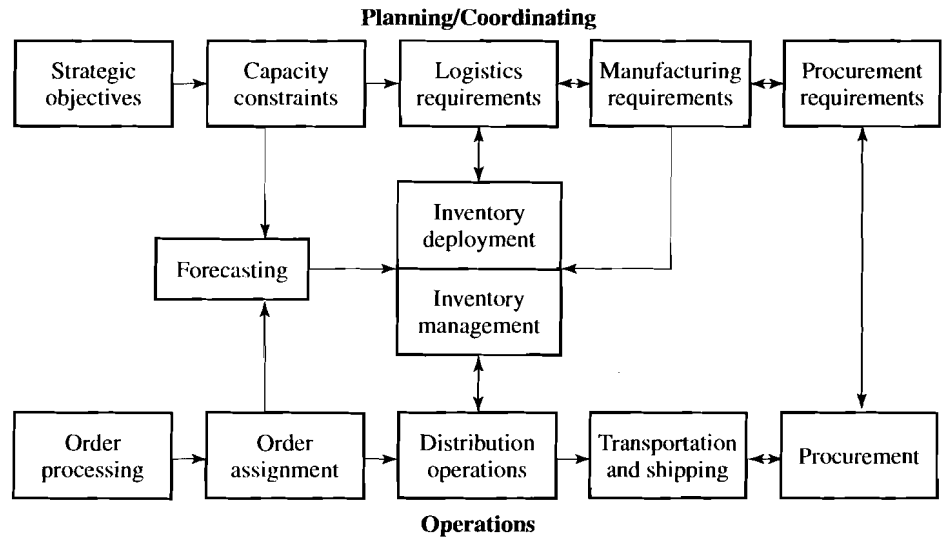 Planning/Coordinating
Strategic
objectives
Capacity
constraints
Logistics
requirements
Manufacturing
requirements
Procurement
requirements
Inventory
deployment
Forecasting
Inventory
management
Order
processing
Order
assignment
Distribution
operations
Transportation
and shipping
Procurement
Operations